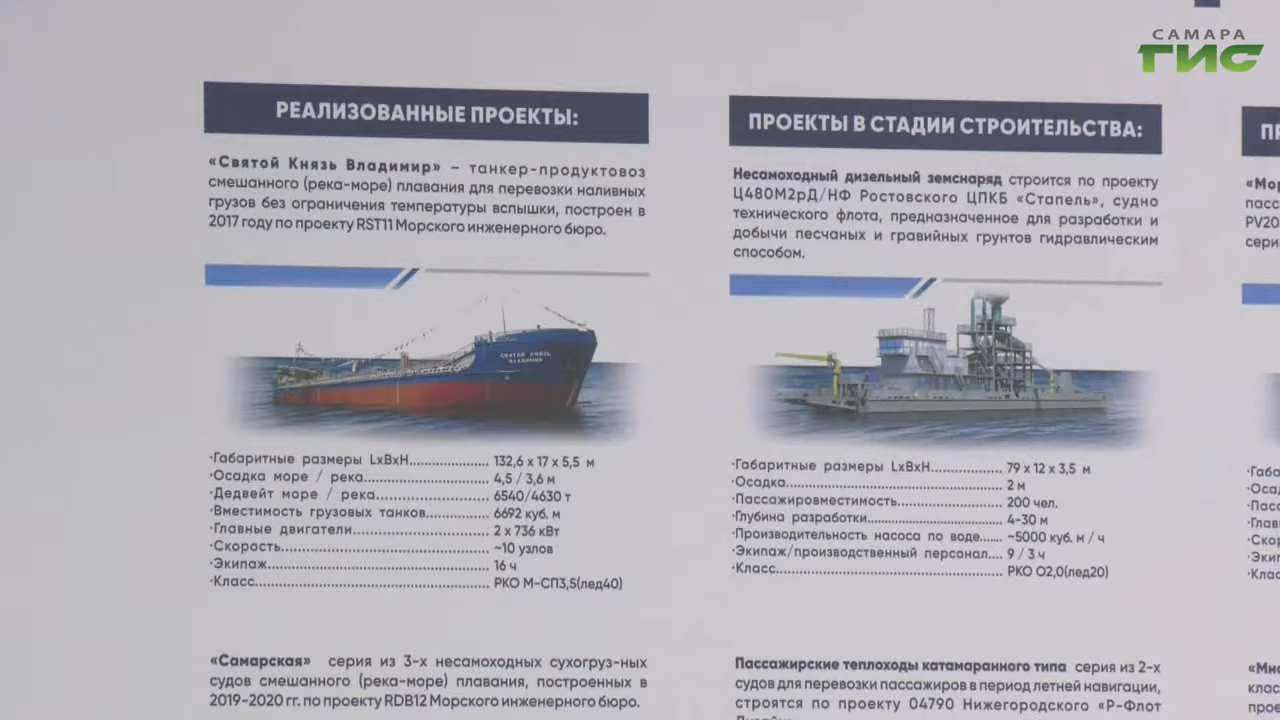 САМАРА
ГИС
РЕАЛИЗОВАННЫЕ ПРОЕКТЫ:
«Святой Князь Владимир» – танкер-продуктовоз
смешанного (река-море) плавания для перевозки наливных
грузов без ограничения температуры вспышки, построен в
2017 году по проекту RST11 Морского инженерного бюро.
СВЯТОЙ КНЯЗЬ
ВЛАДИМИР
·Габаритные размеры LxBxH.................. 132,6 x 17 x 5,5 м
·Осадка море / река............................ 4,5 / 3,6 м
·Дедвейт море / река......................... 6540/4630 т
·Вместимость грузовых танков............. 6692 куб. м
·Главные двигатели............................. 2 x 736 кВт
·Скорость............................................ ~10 узлов
·Экипаж.............................................. 16 ч
·Класс................................................. РКО М-СП3,5(лед40)
«Самарская» серия из 3-х несамоходных сухогруз-ных
судов смешанного (река-море) плавания, построенных в
2019-2020 гг. по проекту RDB12 Морского инженерного бюро.
ПРОЕКТЫ В СТАДИИ СТРОИТЕЛЬСТВА:
Несамоходный дизельный земснаряд строится по проекту
Ц480М2рД/НФ Ростовского ЦПКБ «Стапель», судно
технического флота, предназначенное для разработки и
добычи песчаных и гравийных грунтов гидравлическим
способом.
·Габаритные размеры LxBxH................ 79 x 12 x 3,5 м
·Осадка................................................ 2 м
·Пассажировместимость...................... 200 чел.
·Глубина разработки........................... 4-30 м
·Производительность насоса по воде...... ~5000 куб. м / ч
·Экипаж/производственный персонал.... 9 / 3 ч
·Класс.................................................. РКО О2,0(лед20)
Пассажирские теплоходы катамаранного типа серия из 2-х
судов для перевозки пассажиров в период летней навигации,
строятся по проекту 04790 Нижегородского «Р-Флот
PV20